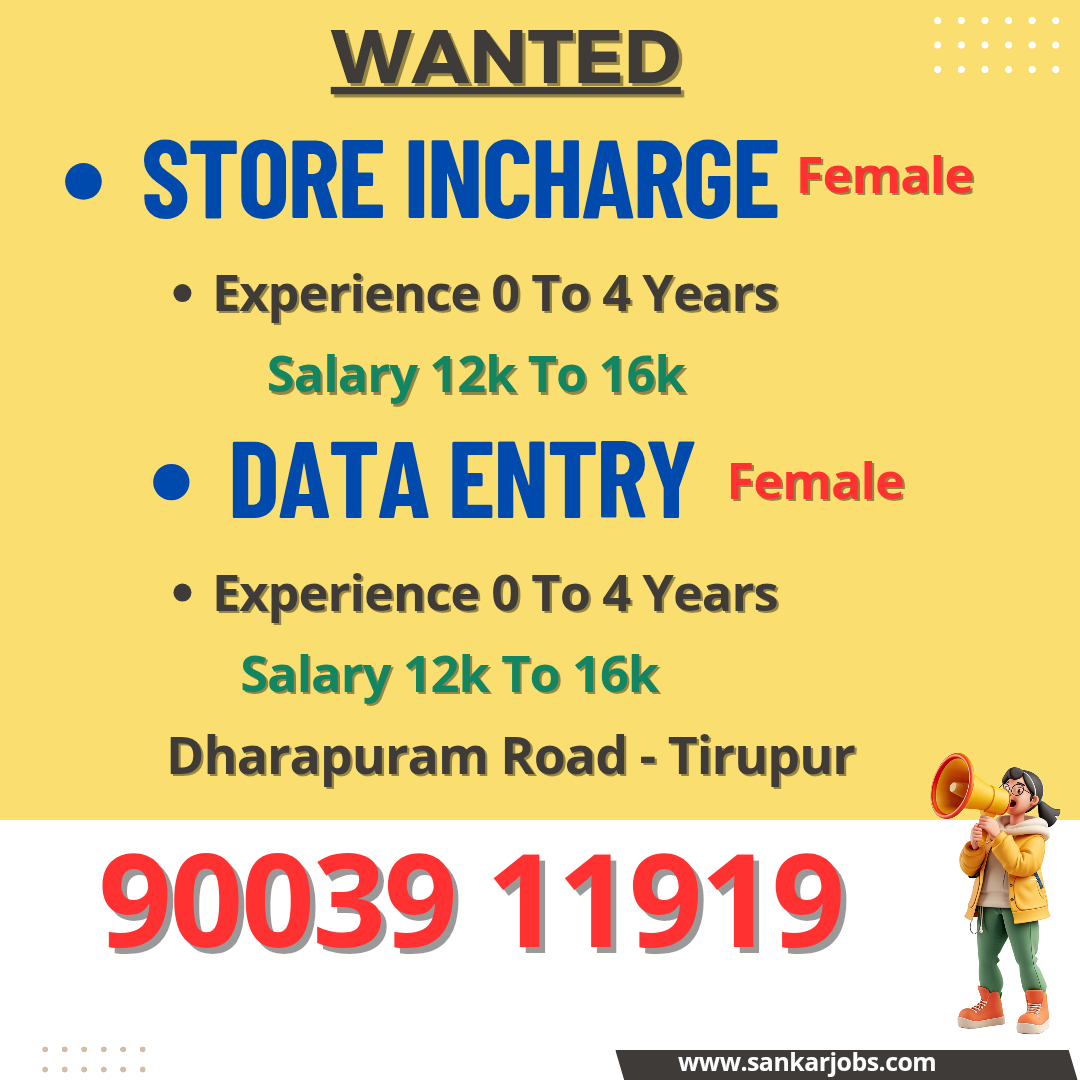 WANTED
• STORE INCHARGE Female
• Experience 0 To 4 Years
Salary 12k To 16k
• DATA ENTRY Female
• Experience 0 To 4 Years
Salary 12k To 16k
Dharapuram Road - Tirupur
90039 11919
www.sankarjobs.com